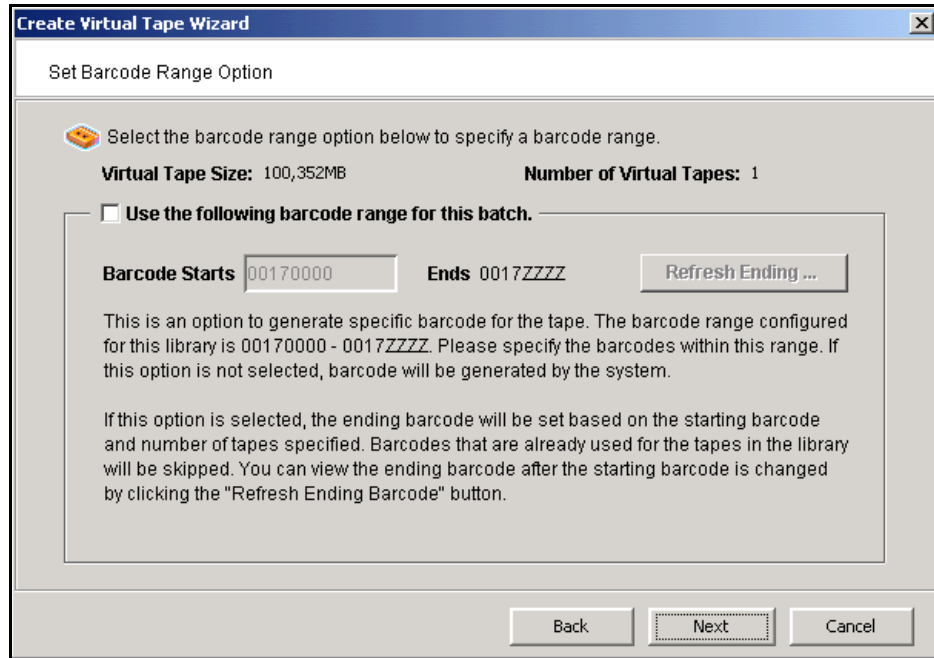 Create Virtual Tape Wizard
Set Barcode Range Option
Select the barcode range option below to specify a barcode range.
Virtual Tape Size: 100,352MB Number of Virtual Tapes: 1
Use the following barcode range for this batch.
Barcode Starts 00170000 Ends 0017ZZZZ Refresh Ending ...
This is an option to generate specific barcode for the tape. The barcode range configured
for this library is 00170000 - 0017ZZZZ. Please specify the barcodes within this range. If
this option is not selected, barcode will be generated by the system.
If this option is selected, the ending barcode will be set based on the starting barcode
and number of tapes specified. Barcodes that are already used for the tapes in the library
will be skipped. You can view the ending barcode after the starting barcode is changed
by clicking the "Refresh Ending Barcode" button.
Back Next Cancel